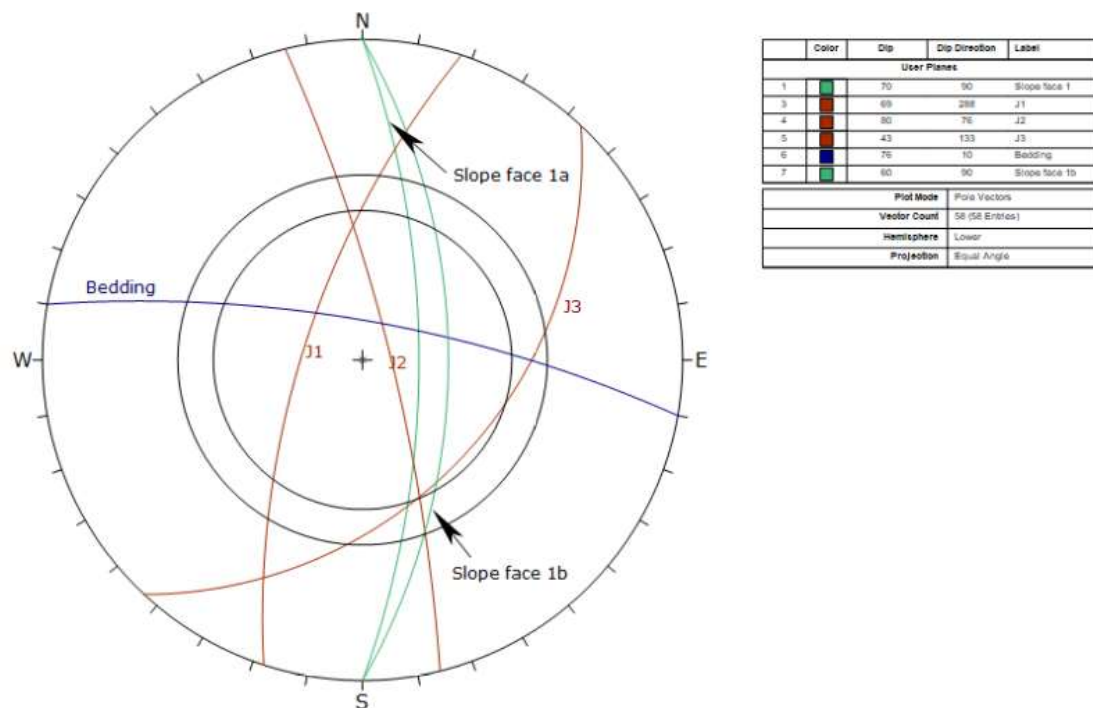 N
Slope face 1a
Bedding
J3
W
J1
J2
E
Slope face 1b
S
Color Dip Dip Direction Label
User Planes
1 70 90 Slope face 1
3 69 288 J1
4 80 76 J2
5 43 133 J3
6 76 10 Bedding
7 60 90 Slope face 1b
Plot Mode Pole Vectors
Vector Count 58 (58 Entries)
Hemisphere Lower
Projection Equal Angle